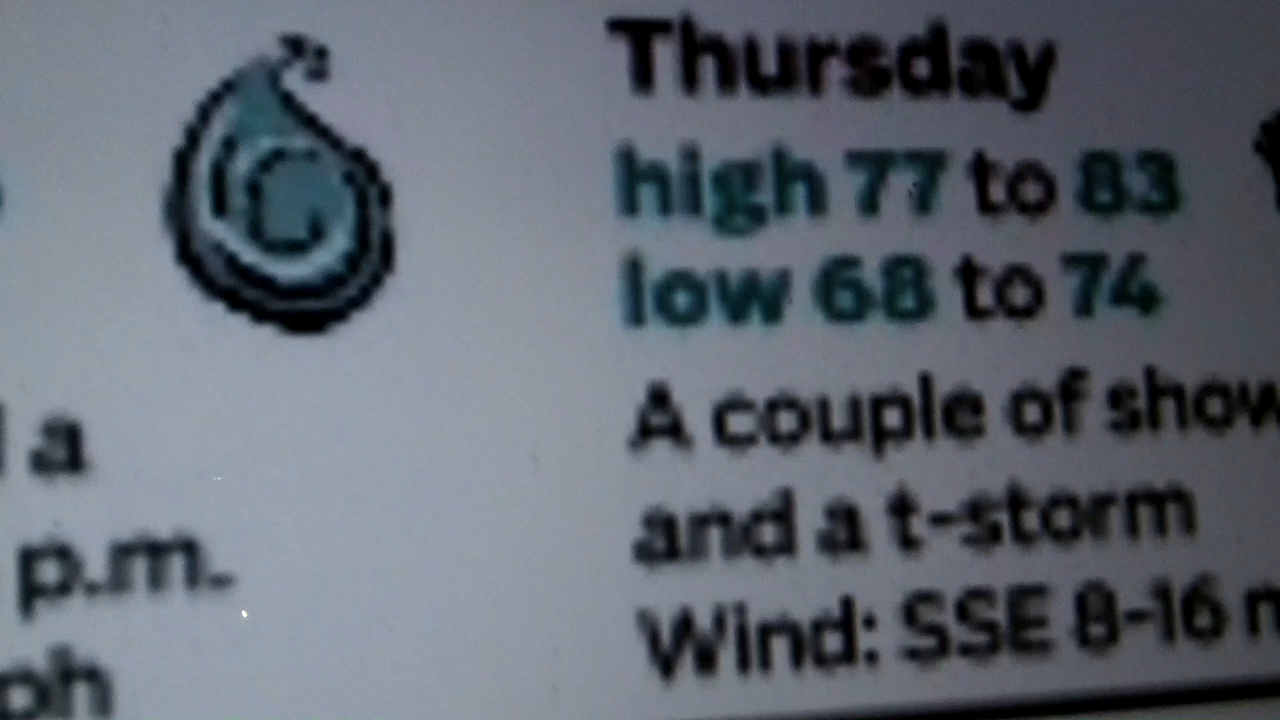 Thursday
high 77 to 83
low 68 to 74
A couple of show
and a t-storm
Wind: SSE 8-16 m
a
p.m.
ph